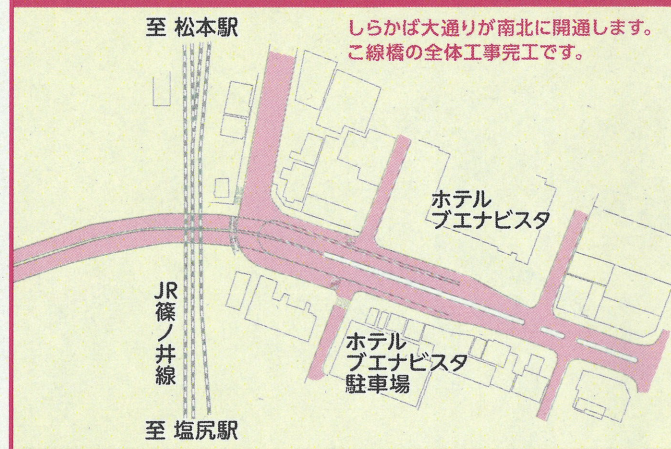 至 松本駅
しらかば大通りが南北に開通します。
こ線橋の全体工事完工です。
ホテル
ブエナビスタ
JR篠ノ井線
ホテル
ブエナビスタ
駐車場
至 塩尻駅